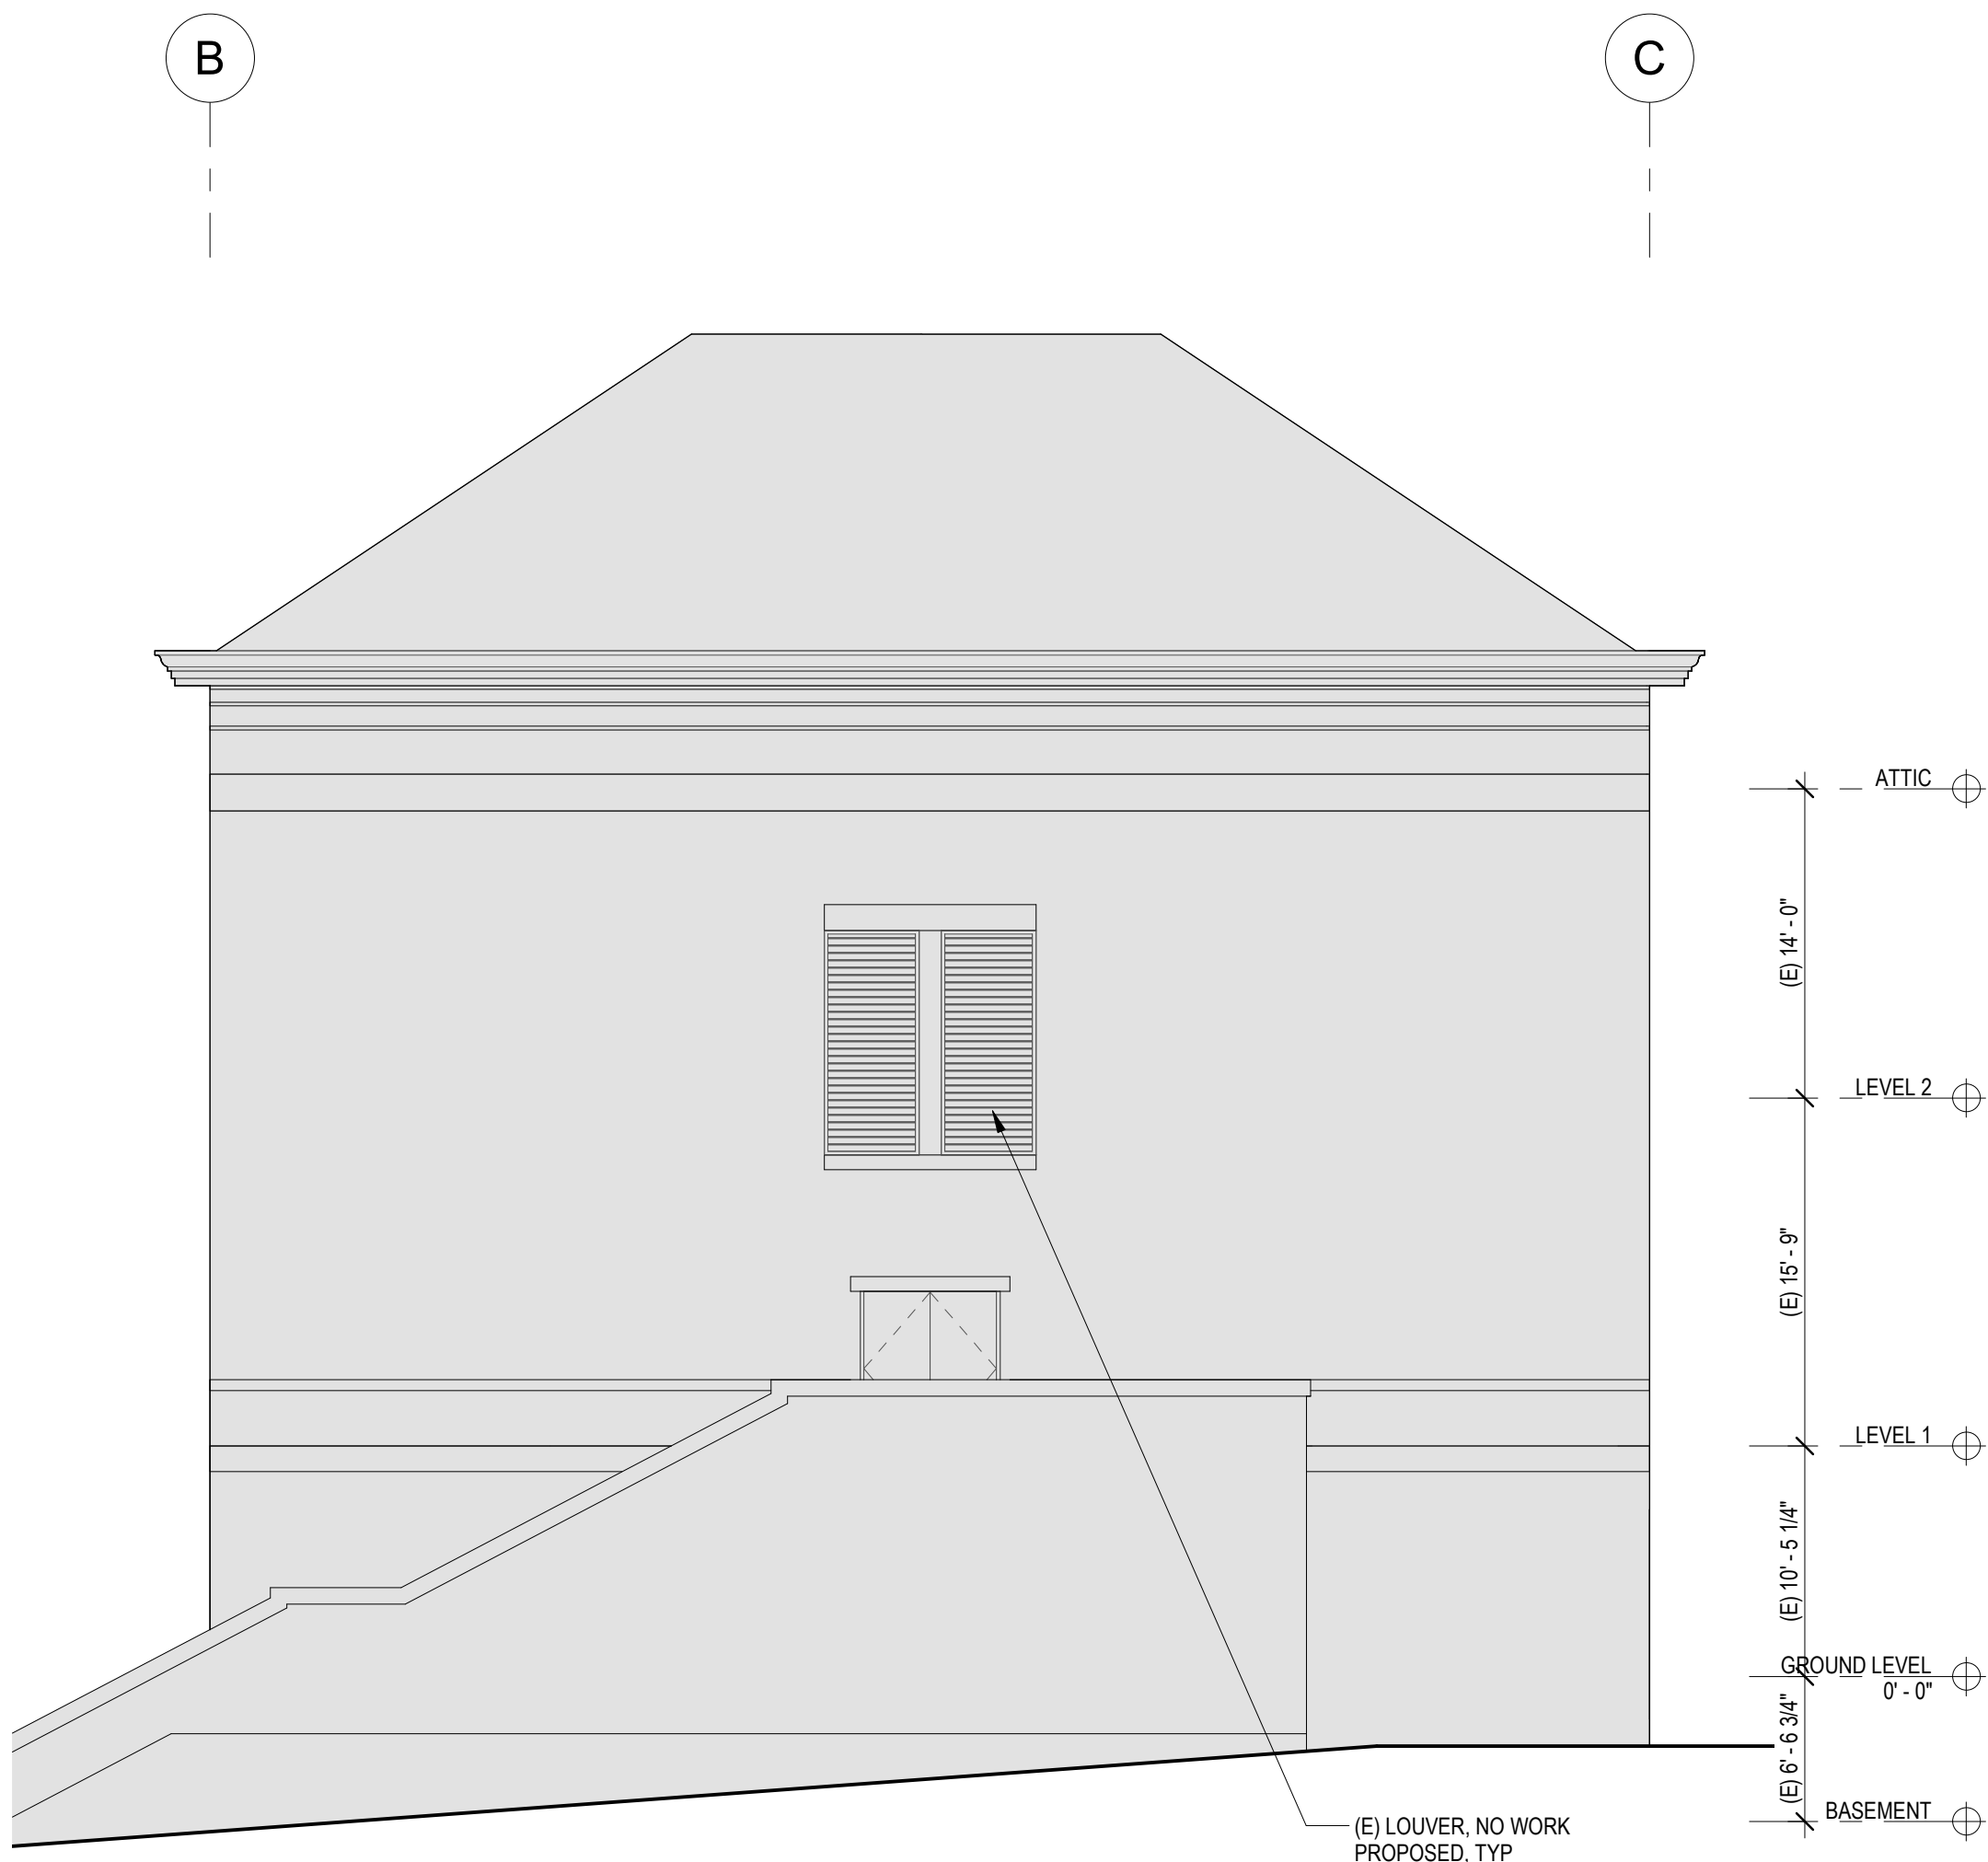 B
C
ATTIC
(E) 14' - 0"
LEVEL 2
(E) 15' - 9"
LEVEL 1
(E) 10' - 5 1/4"
GROUND LEVEL
0' - 0"
(E) 6' - 6 3/4"
BASEMENT
(E) LOUVER, NO WORK
PROPOSED, TYP